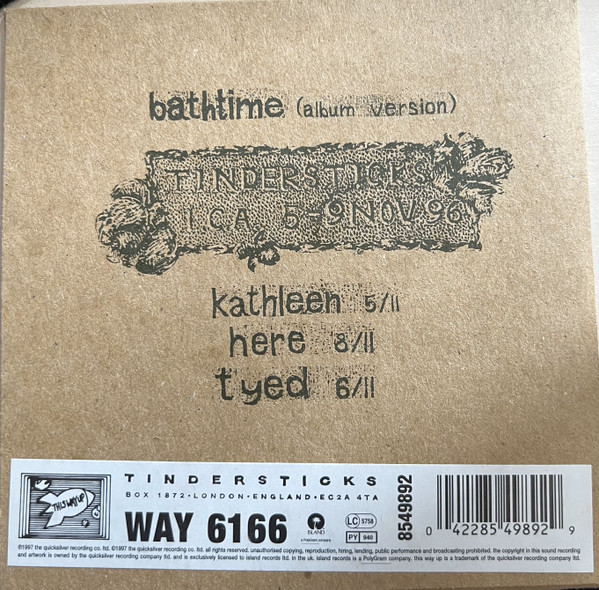 bathtime (album version)
TINDERSTICKS
ICA 5-9NOV96
kathleen 5/11
here 8/11
tyed 6/11
THIS WAY UP
TINDERSTICKS
BOX 1872·LONDON·ENGLAND·EC2A 4TA
WAY 6166
ISLAND
LC 5758
PY 940
8549892
0 42285 49892 9
©1997 the quicksilver recording co. ltd. ℗1997 the quicksilver recording co. ltd. all rights reserved. unauthorised copying, reproduction, hiring, lending, public performance and broadcasting prohibited. the copyright in this sound recording
and artwork is owned by the quicksilver recording company ltd. and is exclusively licensed to island records ltd. in the uk. island records is a PolyGram company. this way up is a trademark of the quicksilver recording company ltd.